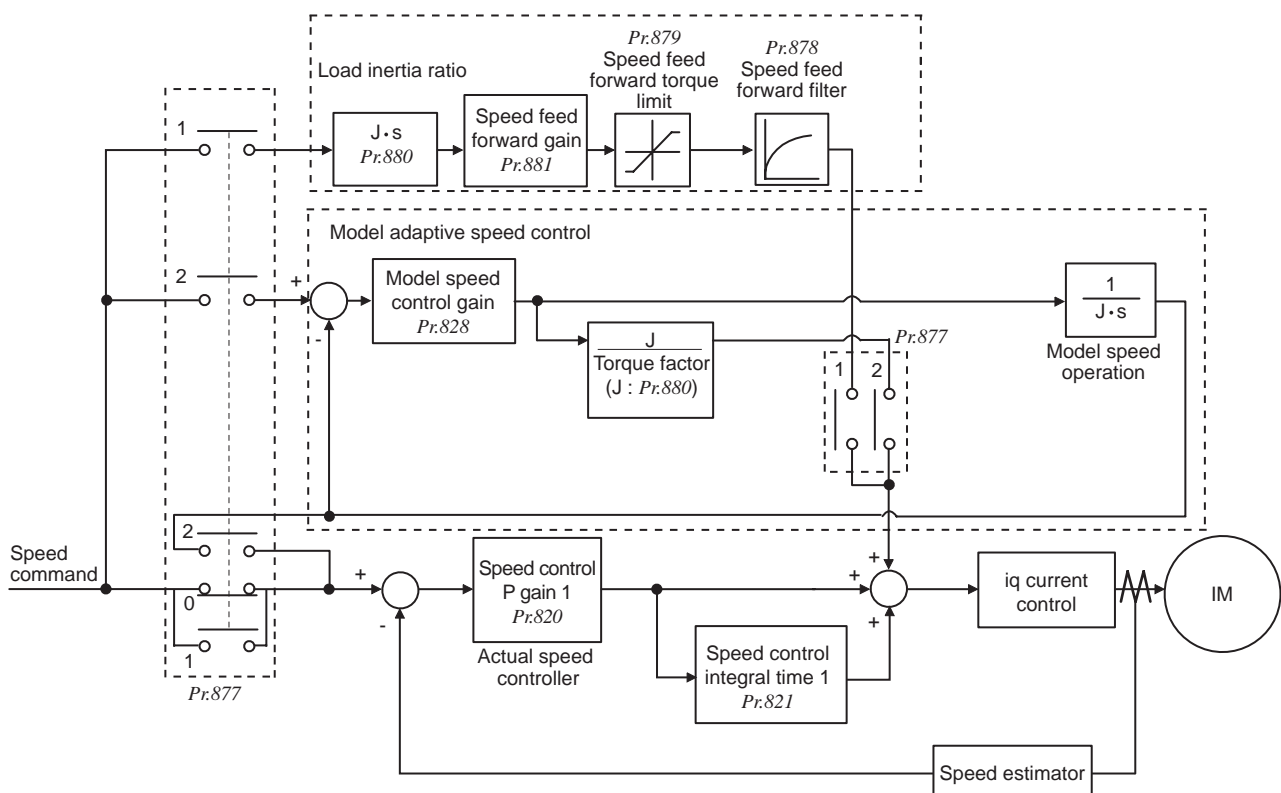 Load inertia ratio
Pr.879
Speed feed
forward torque
limit
Pr.878
Speed feed
forward filter
1
J·s
Pr.880
Speed feed
forward gain
Pr.881
Model adaptive speed control
2
+
-
Model speed
control gain
Pr.828
J
Torque factor
(J : Pr.880)
Pr.877
1 2
1
J·s
Model speed
operation
Speed
command
2
0
1
Pr.877
+
-
Speed control
P gain 1
Pr.820
Actual speed
controller
Speed control
integral time 1
Pr.821
+
+
+
iq current
control
IM
Speed estimator